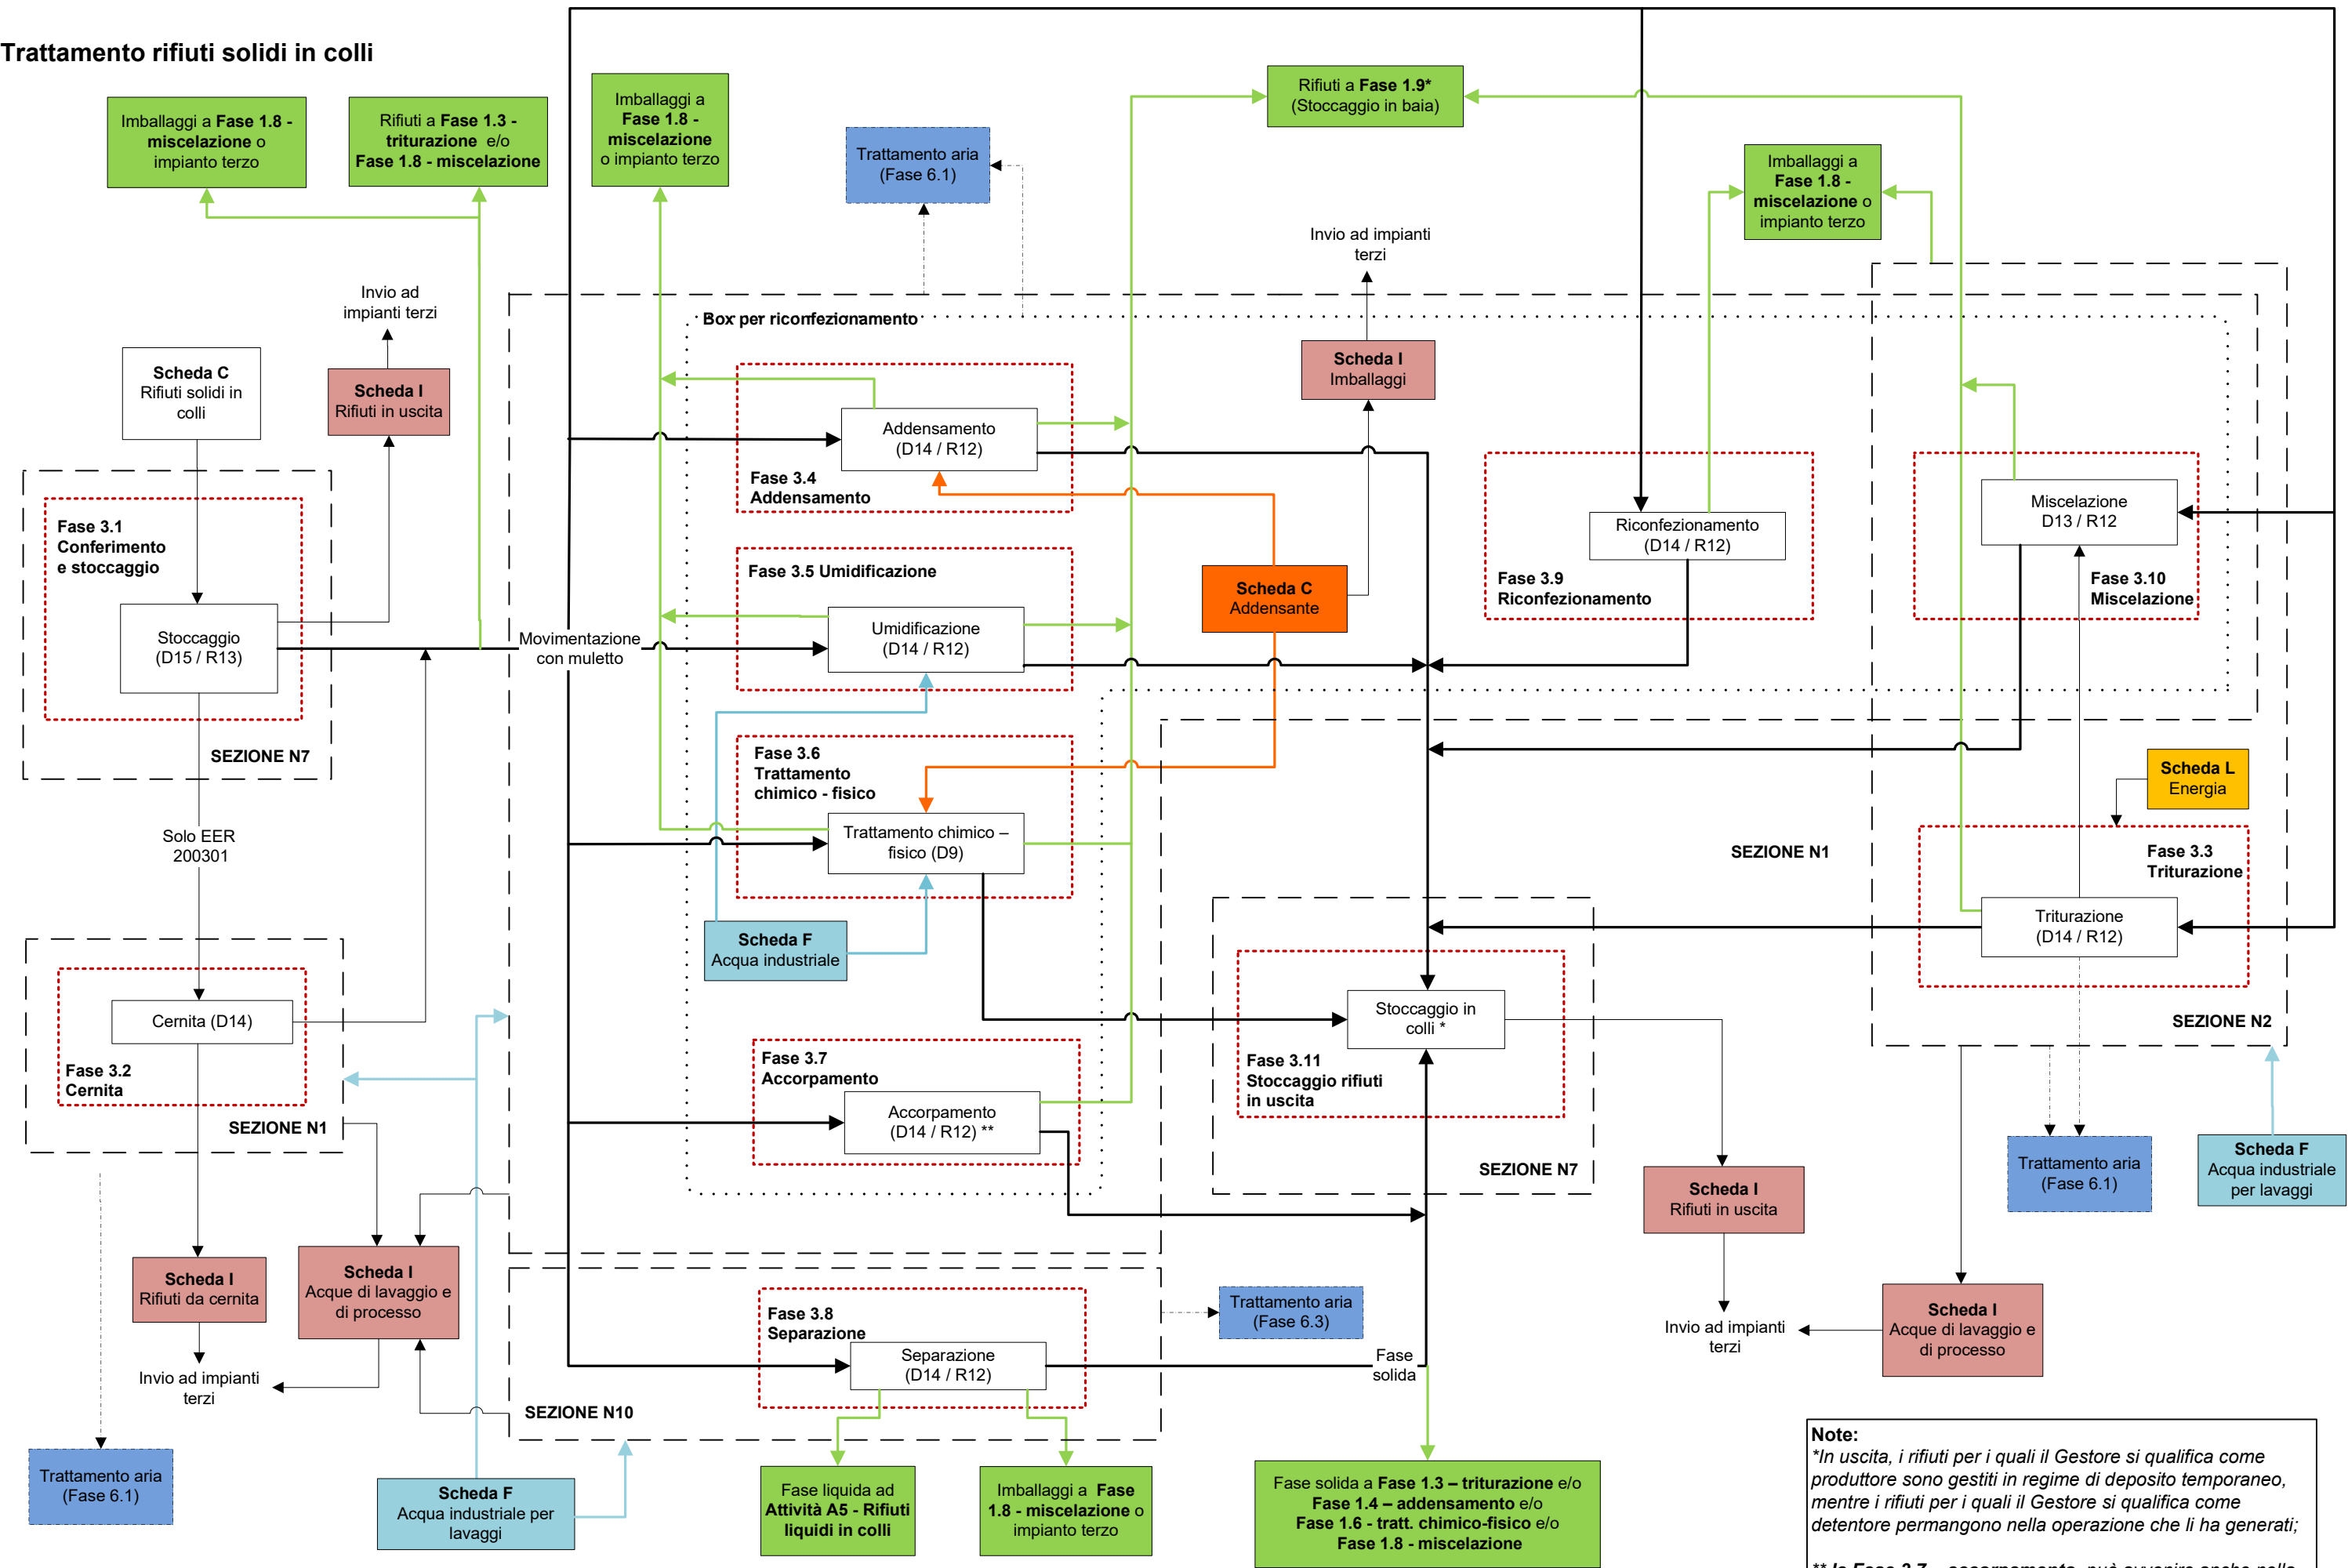 Trattamento rifiuti solidi in colli
Imballaggi a Fase 1.8 -
miscelazione o
impianto terzo
Rifiuti a Fase 1.3 -
triturazione e/o
Fase 1.8 - miscelazione
Imballaggi a
Fase 1.8 -
miscelazione
o impianto terzo
Trattamento aria
(Fase 6.1)
Rifiuti a Fase 1.9*
(Stoccaggio in baia)
Imballaggi a
Fase 1.8 -
miscelazione o
impianto terzo
Invio ad
impianti terzi
Invio ad impianti
terzi
Box per riconfezionamento
Scheda C
Rifiuti solidi in
colli
Scheda I
Rifiuti in uscita
Scheda I
Imballaggi
Addensamento
(D14 / R12)
Fase 3.4
Addensamento
Fase 3.1
Conferimento
e stoccaggio
Stoccaggio
(D15 / R13)
SEZIONE N7
Movimentazione
con muletto
Fase 3.5 Umidificazione
Umidificazione
(D14 / R12)
Scheda C
Addensante
Riconfezionamento
(D14 / R12)
Fase 3.9
Riconfezionamento
Miscelazione
D13 / R12
Fase 3.10
Miscelazione
Fase 3.6
Trattamento
chimico - fisico
Trattamento chimico –
fisico (D9)
Scheda L
Energia
SEZIONE N1
Fase 3.3
Triturazione
Triturazione
(D14 / R12)
SEZIONE N2
Solo EER
200301
Scheda F
Acqua industriale
Cernita (D14)
Fase 3.2
Cernita
SEZIONE N1
Stoccaggio in
colli *
Fase 3.11
Stoccaggio rifiuti
in uscita
SEZIONE N7
Fase 3.7
Accorpamento
Accorpamento
(D14 / R12) **
Trattamento aria
(Fase 6.1)
Scheda F
Acqua industriale
per lavaggi
Scheda I
Rifiuti in uscita
Scheda I
Rifiuti da cernita
Scheda I
Acque di lavaggio e
di processo
Invio ad impianti
terzi
Fase 3.8
Separazione
Separazione
(D14 / R12)
SEZIONE N10
Trattamento aria
(Fase 6.3)
Fase
solida
Invio ad impianti
terzi
Scheda I
Acque di lavaggio e
di processo
Trattamento aria
(Fase 6.1)
Scheda F
Acqua industriale per
lavaggi
Fase liquida ad
Attività A5 - Rifiuti
liquidi in colli
Imballaggi a Fase
1.8 - miscelazione o
impianto terzo
Fase solida a Fase 1.3 – triturazione e/o
Fase 1.4 – addensamento e/o
Fase 1.6 - tratt. chimico-fisico e/o
Fase 1.8 - miscelazione
Note:
*In uscita, i rifiuti per i quali il Gestore si qualifica come
produttore sono gestiti in regime di deposito temporaneo,
mentre i rifiuti per i quali il Gestore si qualifica come
detentore permangono nella operazione che li ha generati;
** la Fase 3.7 – accorpamento, può avvenire anche nella